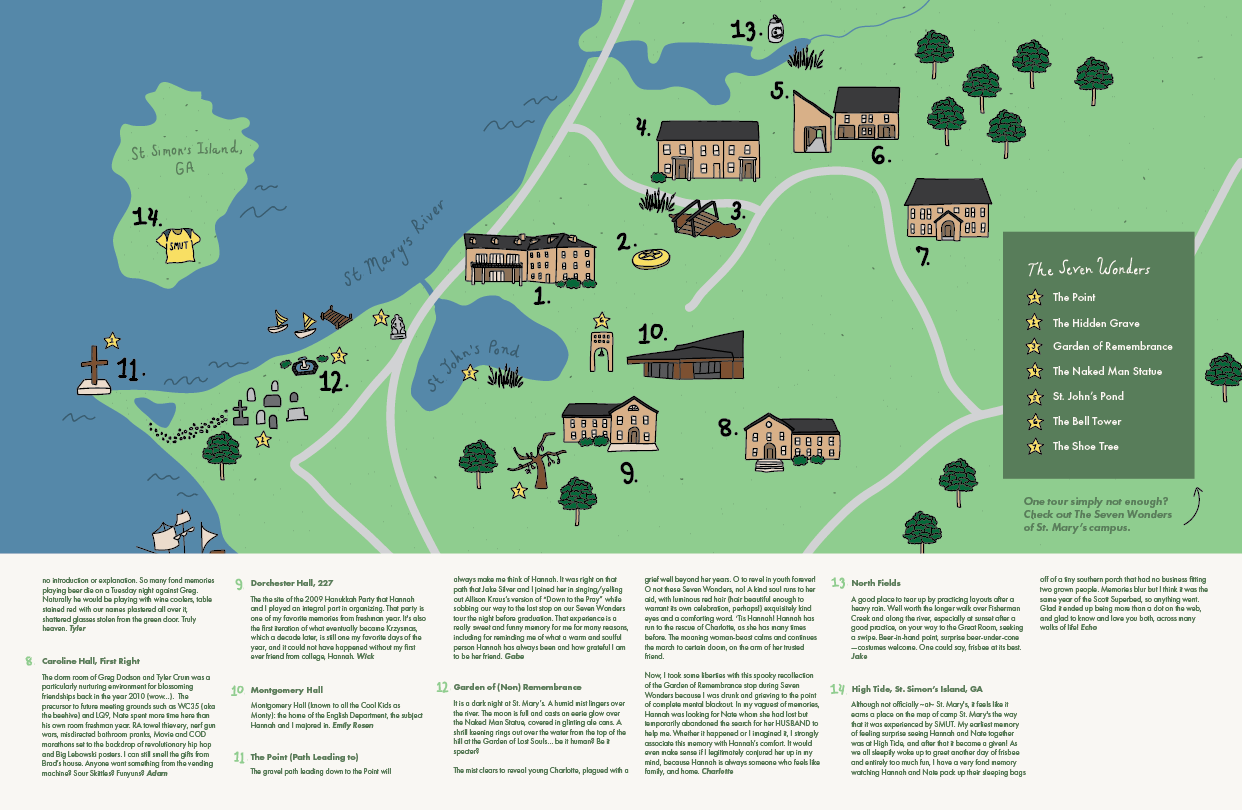 13.
5.
4.
6.
St Simon's Island,
GA
14.
SMUT
3.
St Mary's River
2.
7.
The Seven Wonders
The Point
The Hidden Grave
Garden of Remembrance
The Naked Man Statue
St. John's Pond
The Bell Tower
The Shoe Tree
1.
10.
11.
12.
St John's Pond
8.
9.
One tour simply not enough?
Check out The Seven Wonders
of St. Mary's campus.
no introduction or explanation. So many fond memories
playing beer die on a Tuesday night against Greg.
Naturally he would be playing with wine coolers, table
stained red with our names plastered all over it,
shattered glasses stolen from the green door. Truly
heaven. Tyler
8 Caroline Hall, First Right
The dorm room of Greg Dodson and Tyler Crun was a
particularly nurturing environment for blossoming
friendships back in the year 2010 (wow...). The
precursor to future meeting grounds such as WC35 (aka
the beehive) and LQ9, Nate spent more time here than
his own room freshman year. RA towel thievery, nerf gun
wars, misdirected bathroom pranks, Movie and COD
marathons set to the backdrop of revolutionary hip hop
and Big Lebowski posters. I can still smell the gifts from
Brad's house. Anyone want something from the vending
machine? Sour Skittles? Funyuns? Adam
9 Dorchester Hall, 227
The the site of the 2009 Hanukkah Party that Hannah
and I played an integral part in organizing. That party is
one of my favorite memories from freshman year. It's also
the first iteration of what eventually became Krzysnas,
which a decade later, is still one my favorite days of the
year, and it could not have happened without my first
ever friend from college, Hannah. Wick
10 Montgomery Hall
Montgomery Hall (known to all the Cool Kids as
Monty): the home of the English Department, the subject
Hannah and I majored in. Emily Rosen
11 The Point (Path Leading to)
The gravel path leading down to the Point will
always make me think of Hannah. It was right on that
path that Jake Silver and I joined her in singing/yelling
out Allison Kraus's version of "Down to the Pray" while
sobbing our way to the last stop on our Seven Wonders
tour the night before graduation. That experience is a
really sweet and funny memory for me for many reasons,
including for reminding me of what a warm and soulful
person Hannah has always been and how grateful I am
to be her friend. Gabe
12 Garden of (Non) Remembrance
It is a dark night at St. Mary's. A humid mist lingers over
the river. The moon is full and casts an eerie glow over
the Naked Man Statue, covered in glinting ale cans. A
shrill keening rings out over the water from the top of the
hill at the Garden of Lost Souls... be it human? Be it
specter?
The mist clears to reveal young Charlotte, plagued with a
grief well beyond her years. O to revel in youth forever!
O not these Seven Wonders, no! A kind soul runs to her
aid, with luminous red hair (hair beautiful enough to
warrant its own celebration, perhaps!) exquisitely kind
eyes and a comforting word. 'Tis Hannah! Hannah has
run to the rescue of Charlotte, as she has many times
before. The moaning woman-beast calms and continues
the march to certain doom, on the arm of her trusted
friend.
Now, I took some liberties with this spooky recollection
of the Garden of Remembrance stop during Seven
Wonders because I was drunk and grieving to the point
of complete mental blackout. In my vaguest of memories,
Hannah was looking for Nate whom she had lost but
temporarily abandoned the search for her HUSBAND to
help me. Whether it happened or I imagined it, I strongly
associate this memory with Hannah's comfort. It would
even make sense if I legitimately conjured her up in my
mind, because Hannah is always someone who feels like
family, and home. Charlotte
13 North Fields
A good place to tear up by practicing layouts after a
heavy rain. Well worth the longer walk over Fisherman
Creek and along the river, especially at sunset after a
good practice, on your way to the Great Room, seeking
a swipe. Beer-in-hand point, surprise beer-under-cone
—costumes welcome. One could say, frisbee at its best.
Jake
14 High Tide, St. Simon's Island, GA
Although not officially ~at~ St. Mary's, it feels like it
earns a place on the map of camp St. Mary's the way
that it was experienced by SMUT. My earliest memory
of feeling surprise seeing Hannah and Nate together
was at High Tide, and after that it became a given! As
we all sleepily woke up to greet another day of frisbee
and entirely too much fun, I have a very fond memory
watching Hannah and Nate pack up their sleeping bags
off of a tiny southern porch that had no business fitting
two grown people. Memories blur but I think it was the
same year of the Scott Superbed, so anything went.
Glad it ended up being more than a dot on the web,
and glad to know and love you both, across many
walks of life! Echo